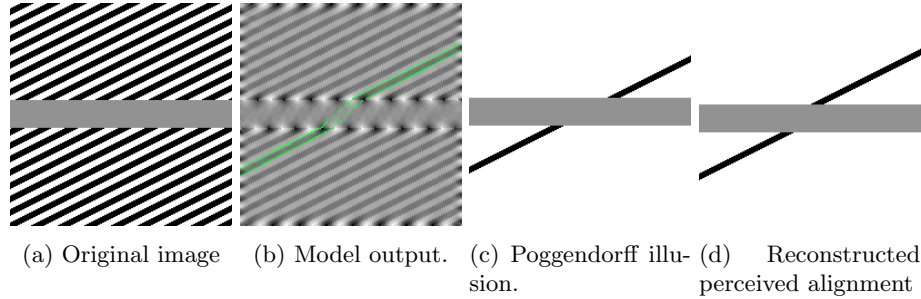 (a) Original image
(b) Model output.
(c) Poggendorff illu-
sion.
(d) Reconstructed
perceived alignment